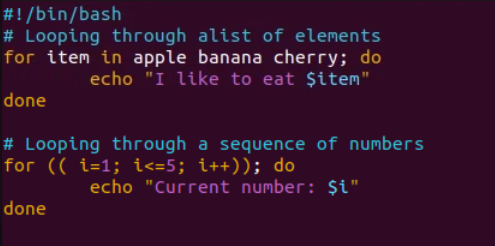 #!/bin/bash
# Looping through alist of elements
for item in apple banana cherry; do
        echo "I like to eat $item"
done

# Looping through a sequence of numbers
for (( i=1; i<=5; i++)); do
        echo "Current number: $i"
done